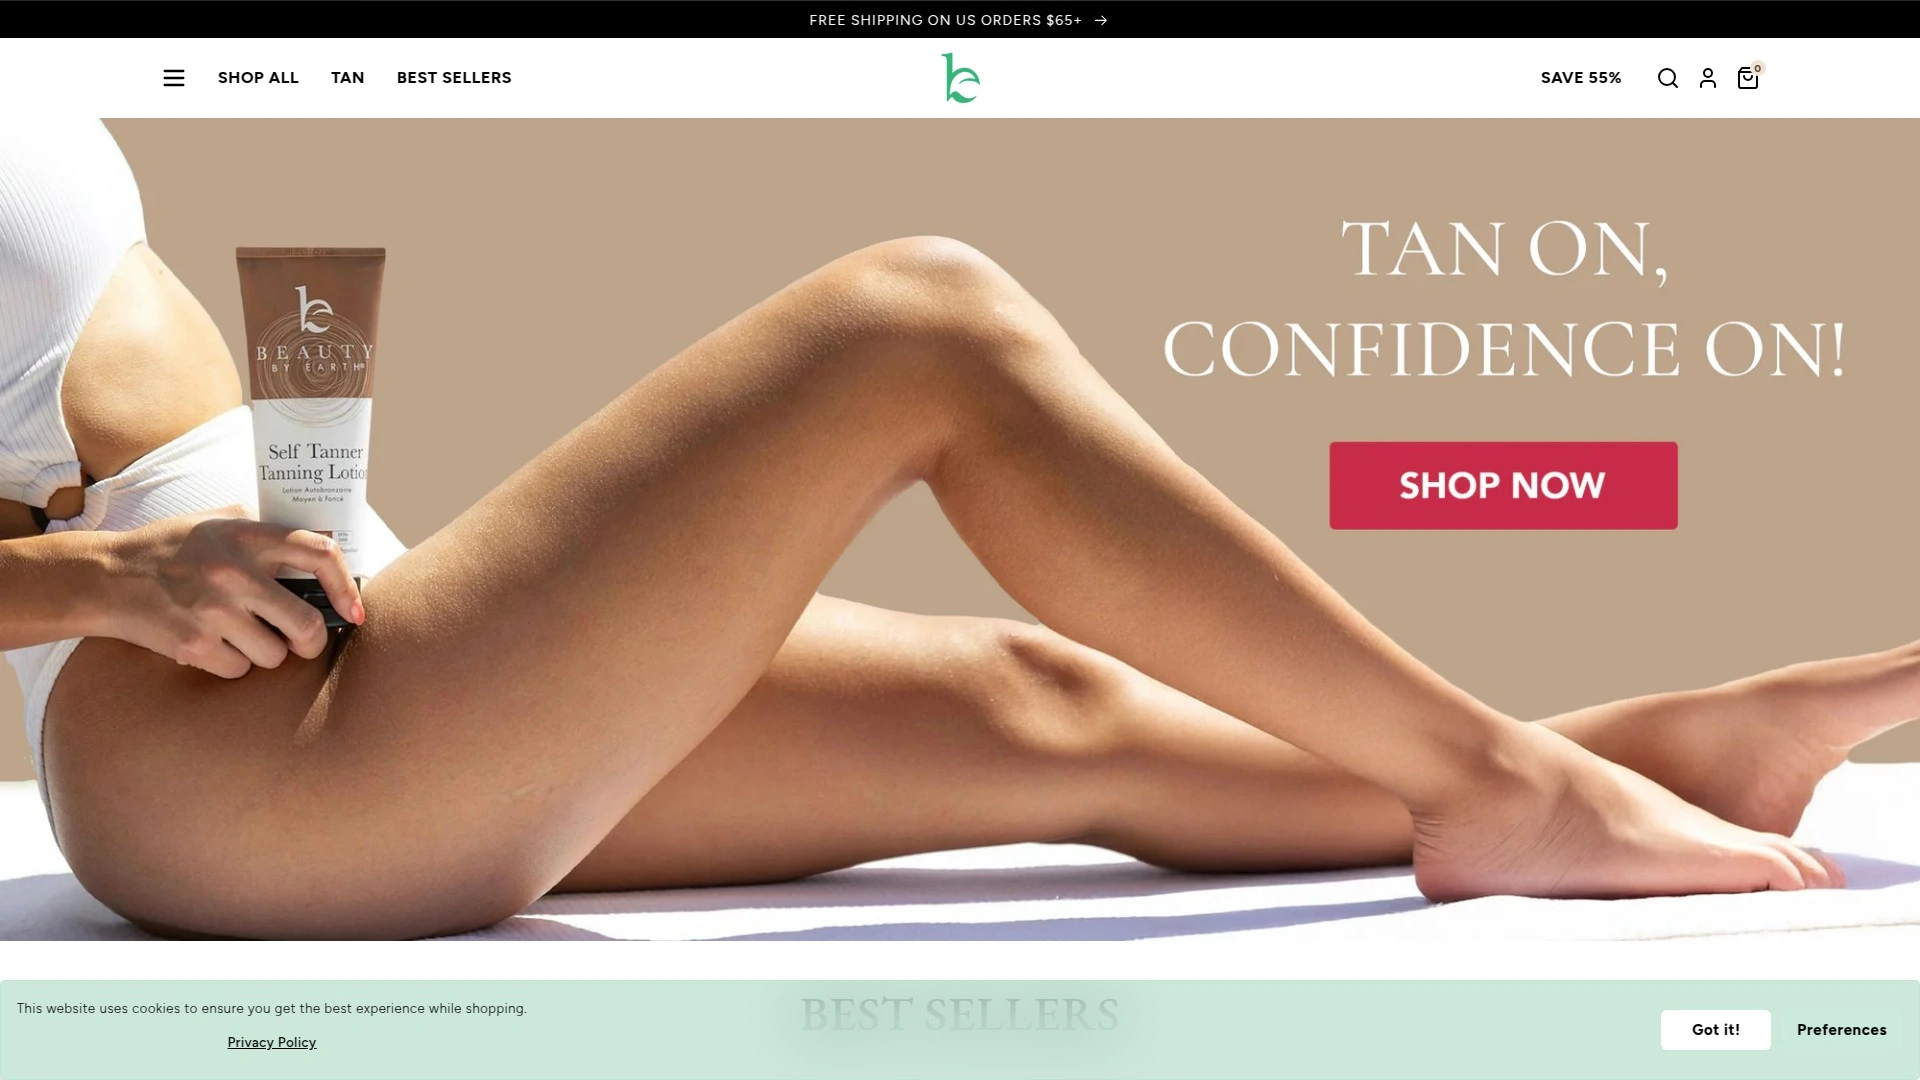 FREE SHIPPING ON US ORDERS $65+
SHOP ALL
TAN
BEST SELLERS
SAVE 55%
0
TAN ON,
CONFIDENCE ON!
SHOP NOW
BEAUTY
BY EARTH®
Self Tanner
Tanning Lotion
Lotion Autobronzante
Moyen à Foncé
This website uses cookies to ensure you get the best experience while shopping.
Privacy Policy
BEST SELLERS
Got it!
Preferences